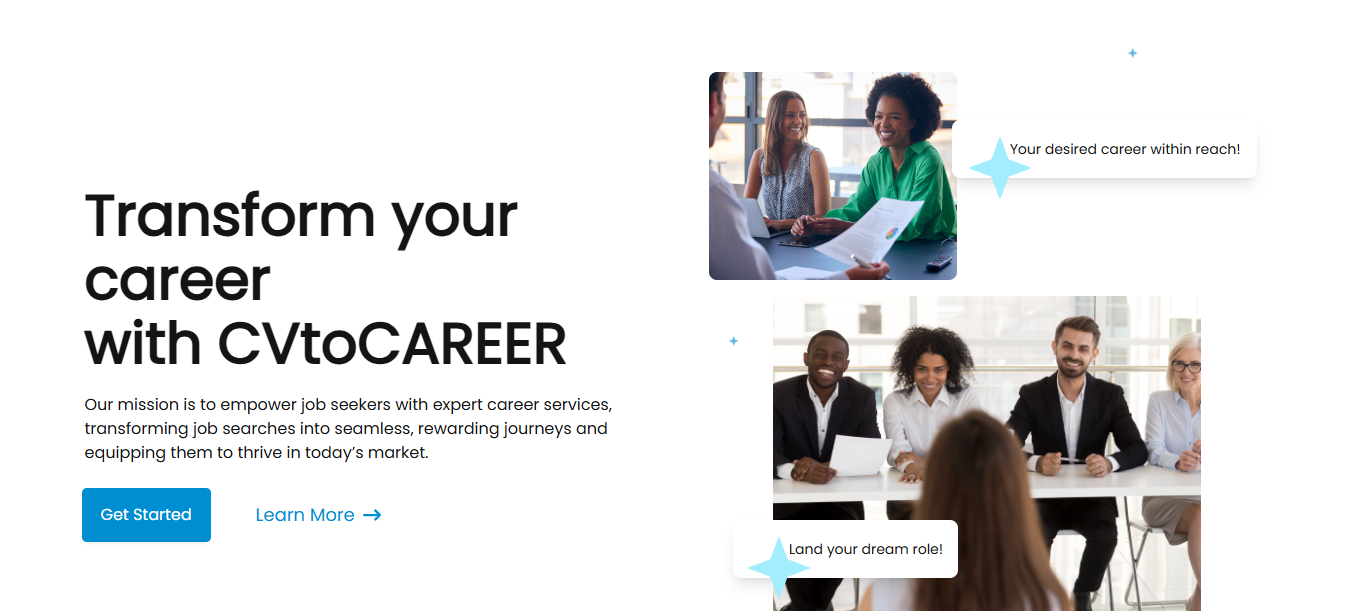 Transform your
career
with CVtoCAREER
Our mission is to empower job seekers with expert career services,
transforming job searches into seamless, rewarding journeys and
equipping them to thrive in today’s market.
Get Started
Learn More →
Your desired career within reach!
Land your dream role!